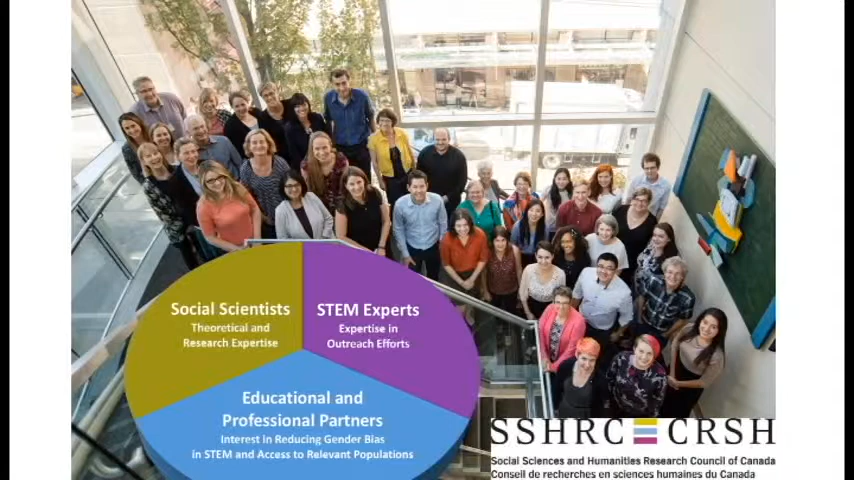 Social Scientists
Theoretical and
Research Expertise
STEM Experts
Expertise in
Outreach Efforts
Educational and
Professional Partners
Interest in Reducing Gender Bias
in STEM and Access to Relevant Populations
SSHRC CRSH
Social Sciences and Humanities Research Council of Canada
Conseil de recherches en sciences humaines du Canada